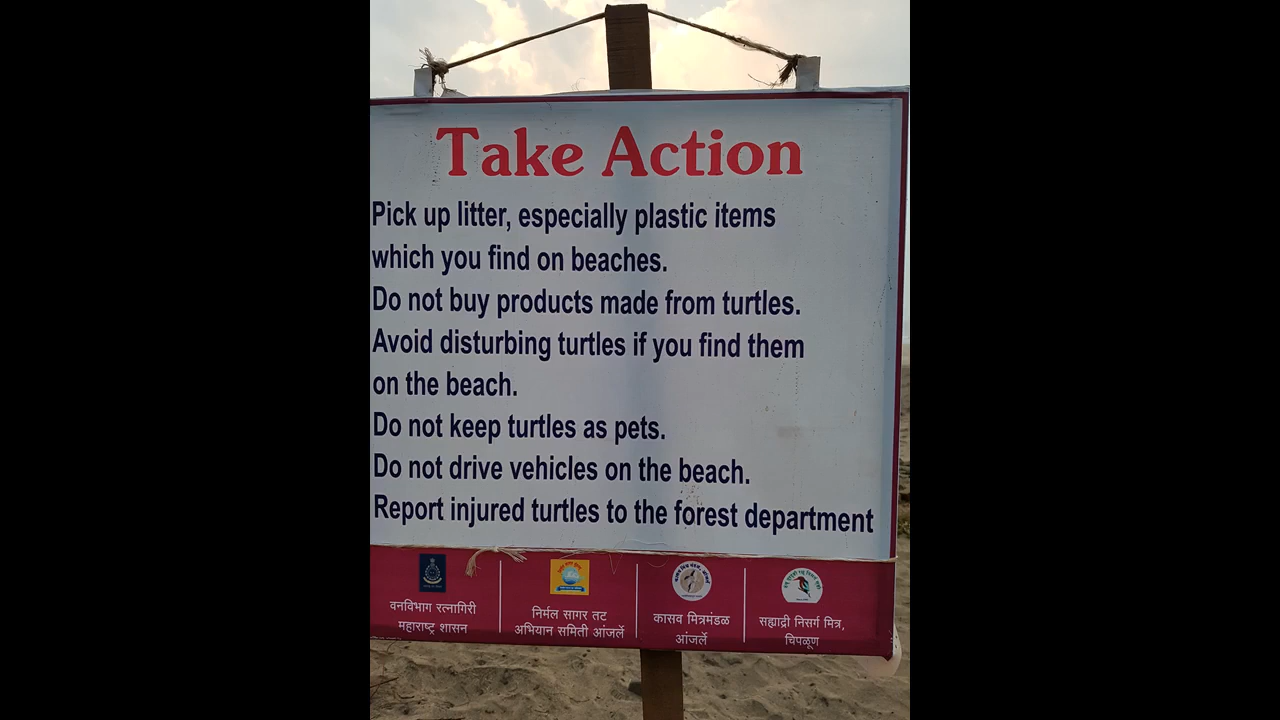 Take Action
Pick up litter, especially plastic items
which you find on beaches.
Do not buy products made from turtles.
Avoid disturbing turtles if you find them
on the beach.
Do not keep turtles as pets.
Do not drive vehicles on the beach.
Report injured turtles to the forest department
वनविभाग रत्नागिरी
महाराष्ट्र शासन
निर्मल सागर तट
अभियान समिती आंजर्ले
कासव मित्रमंडळ
आंजर्ले
सह्याद्री निसर्ग मित्र,
चिपळूण